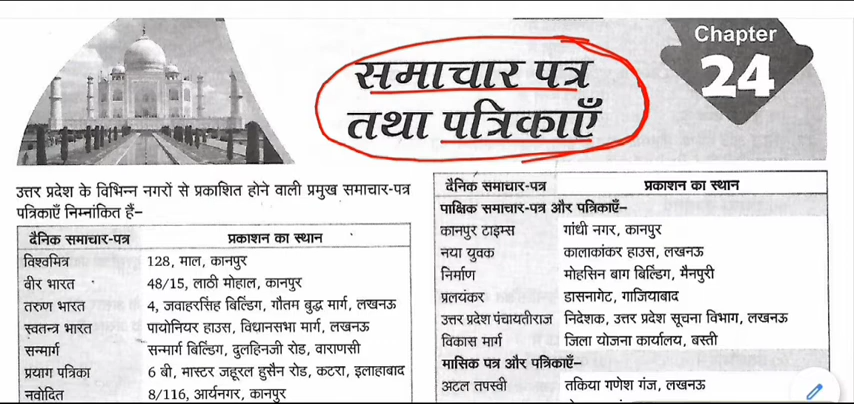 Chapter
24
समाचार पत्र
तथा पत्रिकाएँ
उत्तर प्रदेश के विभिन्न नगरों से प्रकाशित होने वाली प्रमुख समाचार-पत्र
पत्रिकाएँ निम्नांकित हैं–
दैनिक समाचार-पत्र प्रकाशन का स्थान
विश्वमित्र 128, माल, कानपुर
वीर भारत 48/15, लाठी मोहाल, कानपुर
तरुण भारत 4, जवाहरसिंह बिल्डिंग, गौतम बुद्ध मार्ग, लखनऊ
स्वतन्त्र भारत पायोनियर हाउस, विधानसभा मार्ग, लखनऊ
सन्मार्ग सन्मार्ग बिल्डिंग, दुलहिनजी रोड, वाराणसी
प्रयाग पत्रिका 6 बी, मास्टर जहूरल हुसैन रोड, कटरा, इलाहाबाद
नवोदित 8/116, आर्यनगर, कानपुर
दैनिक समाचार-पत्र प्रकाशन का स्थान
पाक्षिक समाचार-पत्र और पत्रिकाएँ–
कानपुर टाइम्स गांधी नगर, कानपुर
नया युवक कालाकांकर हाउस, लखनऊ
निर्माण मोहसिन बाग बिल्डिंग, मैनपुरी
प्रलयंकर डासनागेट, गाजियाबाद
उत्तर प्रदेश पंचायतीराज निदेशक, उत्तर प्रदेश सूचना विभाग, लखनऊ
विकास मार्ग जिला योजना कार्यालय, बस्ती
मासिक पत्र और पत्रिकाएँ–
अटल तपस्वी तकिया गणेश गंज, लखनऊ